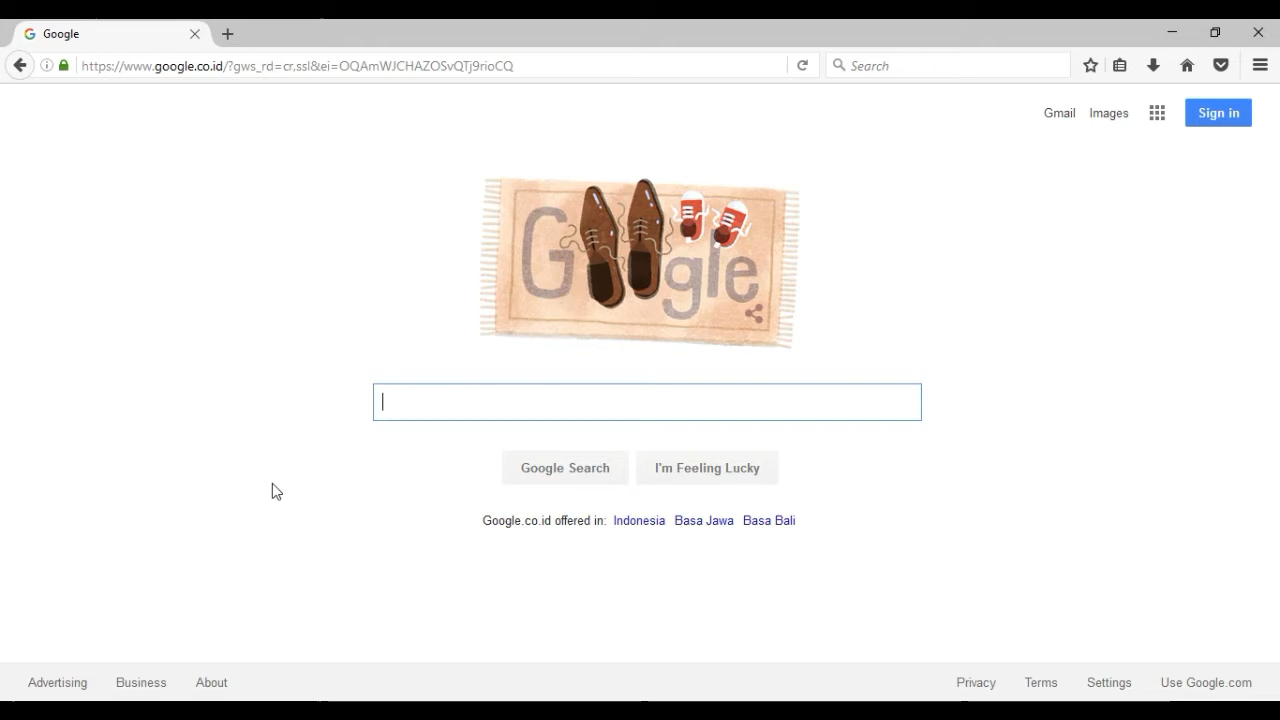 Google
https://www.google.co.id/?gws_rd=cr,ssl&ei=OQAmWJCHAZOSvQTj9rioCQ
Search
Gmail Images Sign in
Google
Google Search I'm Feeling Lucky
Google.co.id offered in: Indonesia Basa Jawa Basa Bali
Advertising Business About Privacy Terms Settings Use Google.com